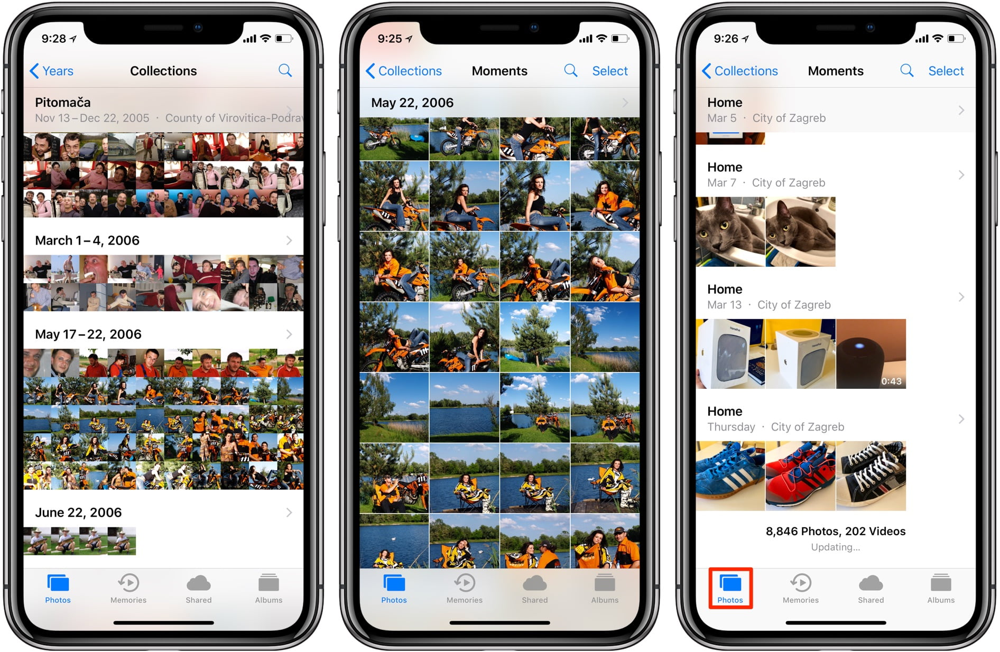 9:28
Years
Collections
Pitomača
Nov 13 – Dec 22, 2005 · County of Virovitica-Podrav
March 1 – 4, 2006
May 17 – 22, 2006
June 22, 2006
Photos
Memories
Shared
Albums
9:25
Collections
Moments
Select
May 22, 2006
Photos
Memories
Shared
Albums
9:26
Collections
Moments
Select
Home
Mar 5 · City of Zagreb
Home
Mar 7 · City of Zagreb
Home
Mar 13 · City of Zagreb
HomePod
HomePod
0:43
Home
Thursday · City of Zagreb
8,846 Photos, 202 Videos
Updating...
Photos
Memories
Shared
Albums